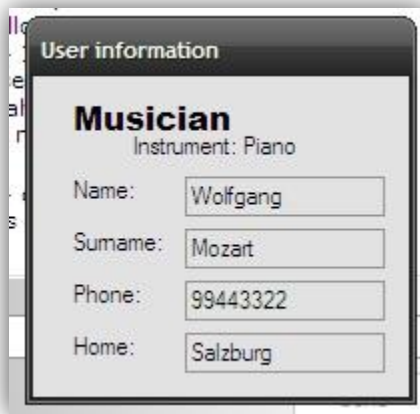 User information
Musician
Instrument: Piano
Name: Wolfgang
Surname: Mozart
Phone: 99443322
Home: Salzburg